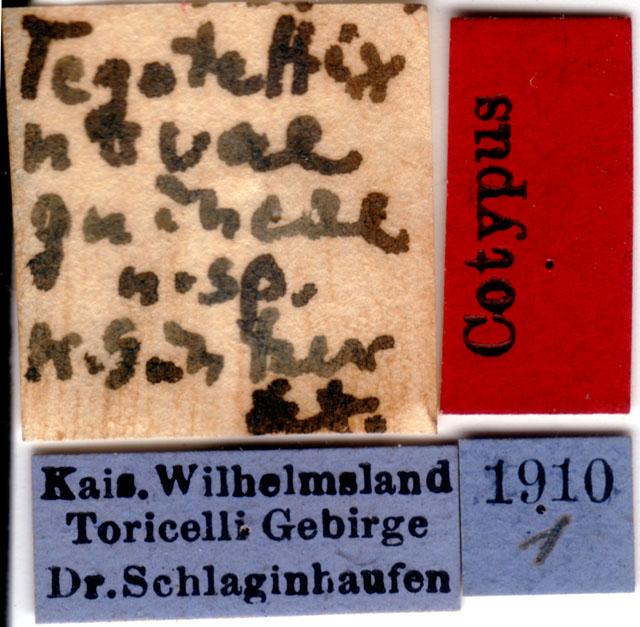 Tegotettix
novae
guineae
n.sp.
K. Günther
det.
Cotypus
Kais. Wilhelmsland
Toricelli Gebirge
Dr. Schlaginhaufen
1910
1